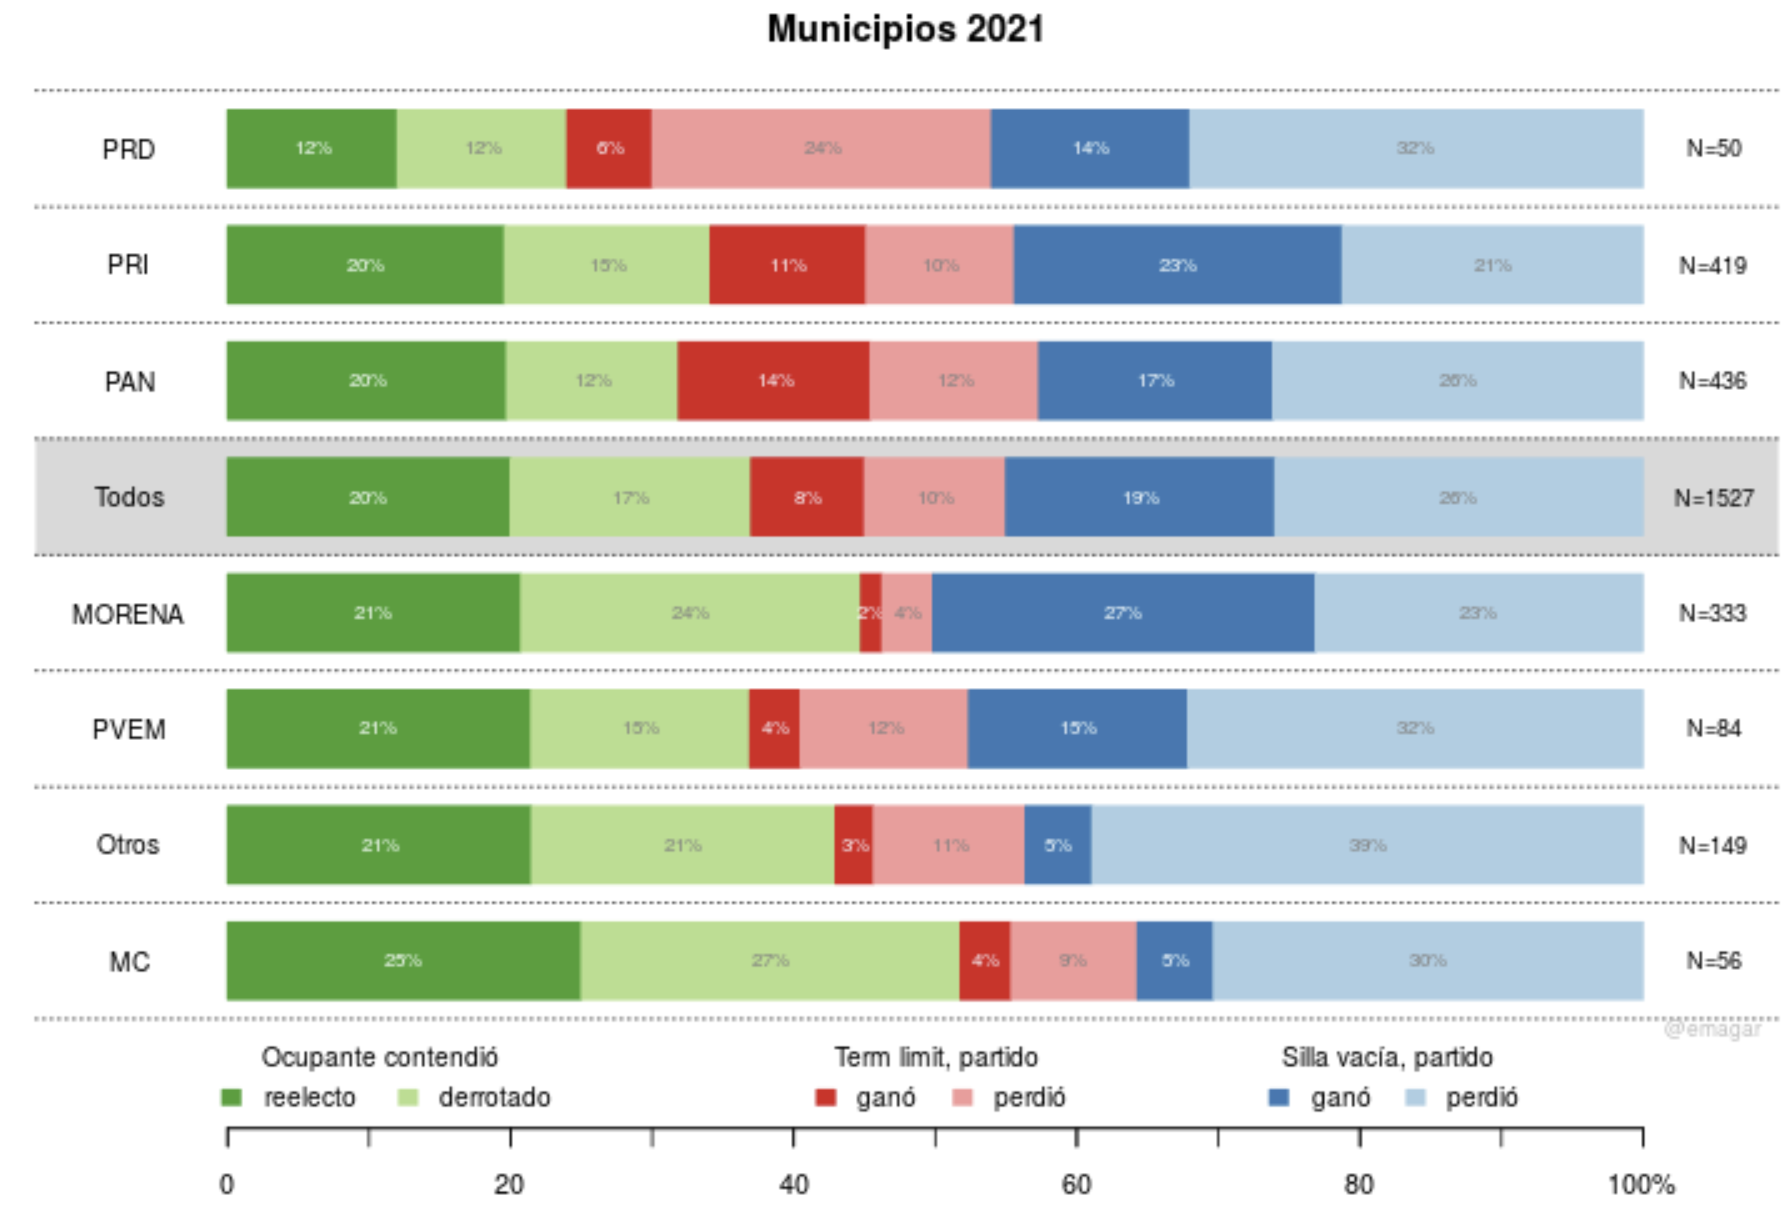 Municipios 2021
PRD 12% 12% 6% 24% 14% 32% N=50
PRI 20% 15% 11% 10% 23% 21% N=419
PAN 20% 12% 14% 12% 17% 26% N=436
Todos 20% 17% 8% 10% 19% 26% N=1527
MORENA 21% 24% 2% 4% 27% 23% N=333
PVEM 21% 15% 4% 12% 15% 32% N=84
Otros 21% 21% 3% 11% 5% 39% N=149
MC 25% 27% 4% 9% 5% 30% N=56
@emagar
Ocupante contendió Term limit, partido Silla vacía, partido
reelecto derrotado ganó perdió ganó perdió
0 20 40 60 80 100%